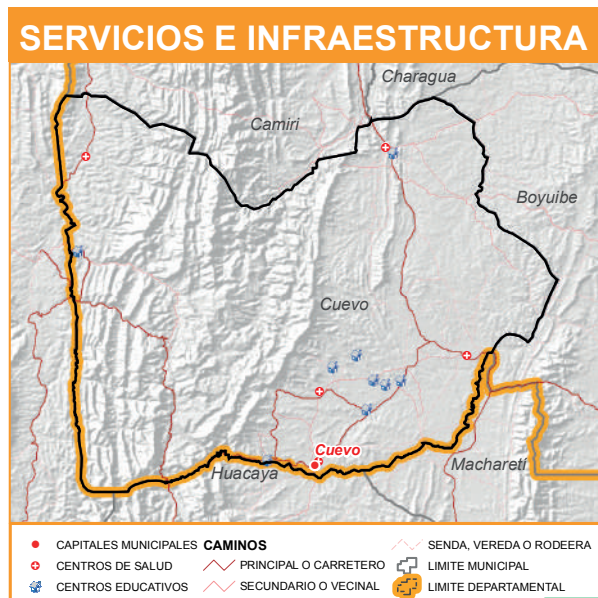 SERVICIOS E INFRAESTRUCTURA
Charagua
Camiri
Boyuibe
Cuevo
Cuevo
Huacaya
Macharetí
CAPITALES MUNICIPALES
CENTROS DE SALUD
CENTROS EDUCATIVOS
CAMINOS
PRINCIPAL O CARRETERO
SECUNDARIO O VECINAL
SENDA, VEREDA O RODEERA
LIMITE MUNICIPAL
LIMITE DEPARTAMENTAL